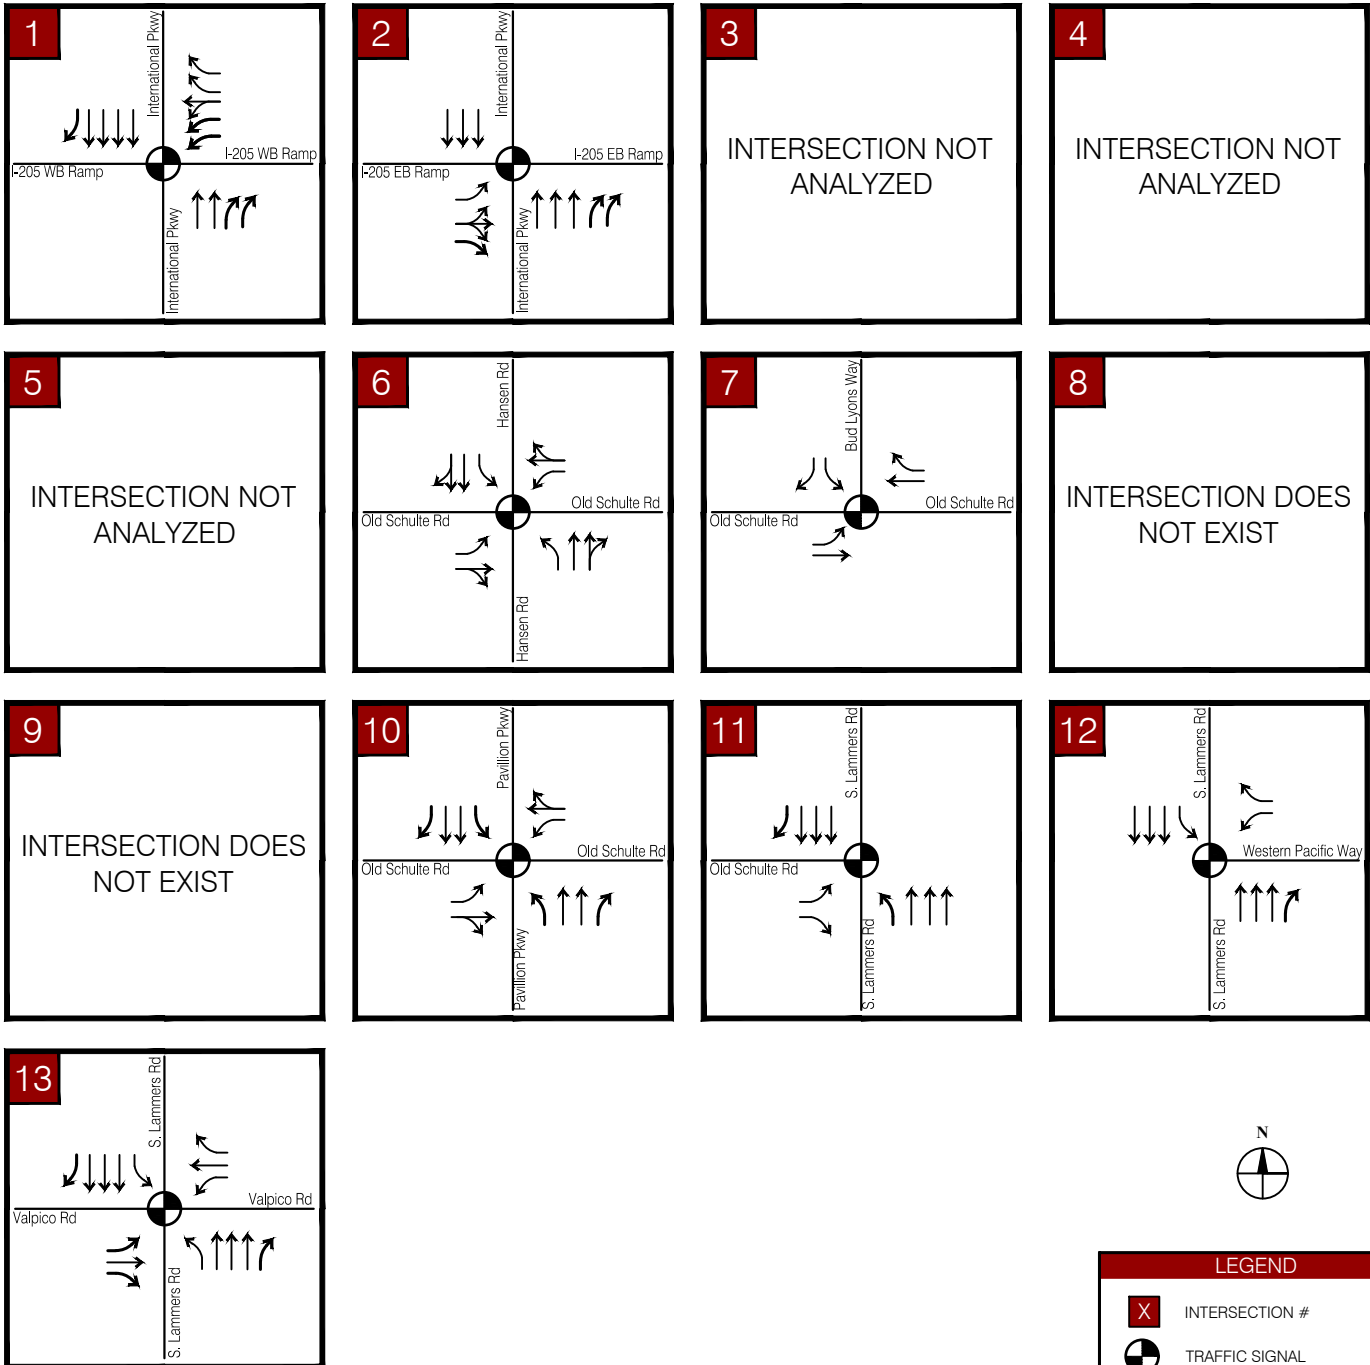 1
International Pkwy
I-205 WB Ramp
I-205 WB Ramp
International Pkwy
2
International Pkwy
I-205 EB Ramp
I-205 EB Ramp
International Pkwy
3
INTERSECTION NOT
ANALYZED
4
INTERSECTION NOT
ANALYZED
5
INTERSECTION NOT
ANALYZED
6
Hansen Rd
Old Schulte Rd
Old Schulte Rd
Hansen Rd
7
Bud Lyons Way
Old Schulte Rd
Old Schulte Rd
8
INTERSECTION DOES
NOT EXIST
9
INTERSECTION DOES
NOT EXIST
10
Pavillion Pkwy
Old Schulte Rd
Old Schulte Rd
Pavillion Pkwy
11
S. Lammers Rd
Old Schulte Rd
S. Lammers Rd
12
S. Lammers Rd
Western Pacific Way
S. Lammers Rd
13
S. Lammers Rd
Valpico Rd
Valpico Rd
S. Lammers Rd
N
LEGEND
X
INTERSECTION #
TRAFFIC SIGNAL